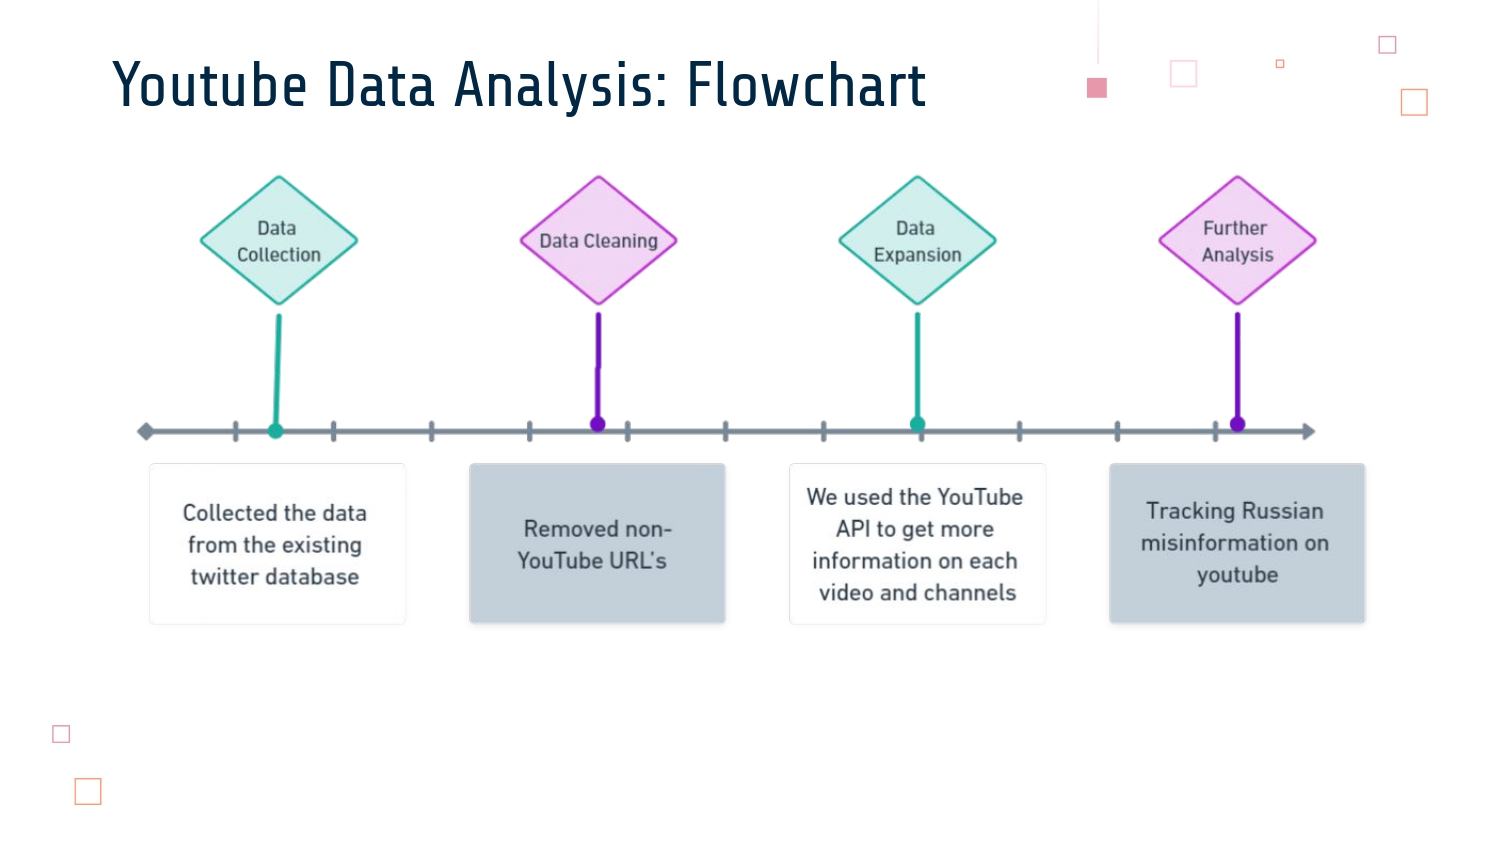 Youtube Data Analysis: Flowchart
Data
Collection
Data Cleaning
Data
Expansion
Further
Analysis
Collected the data
from the existing
twitter database
Removed non-
YouTube URL's
We used the YouTube
API to get more
information on each
video and channels
Tracking Russian
misinformation on
youtube